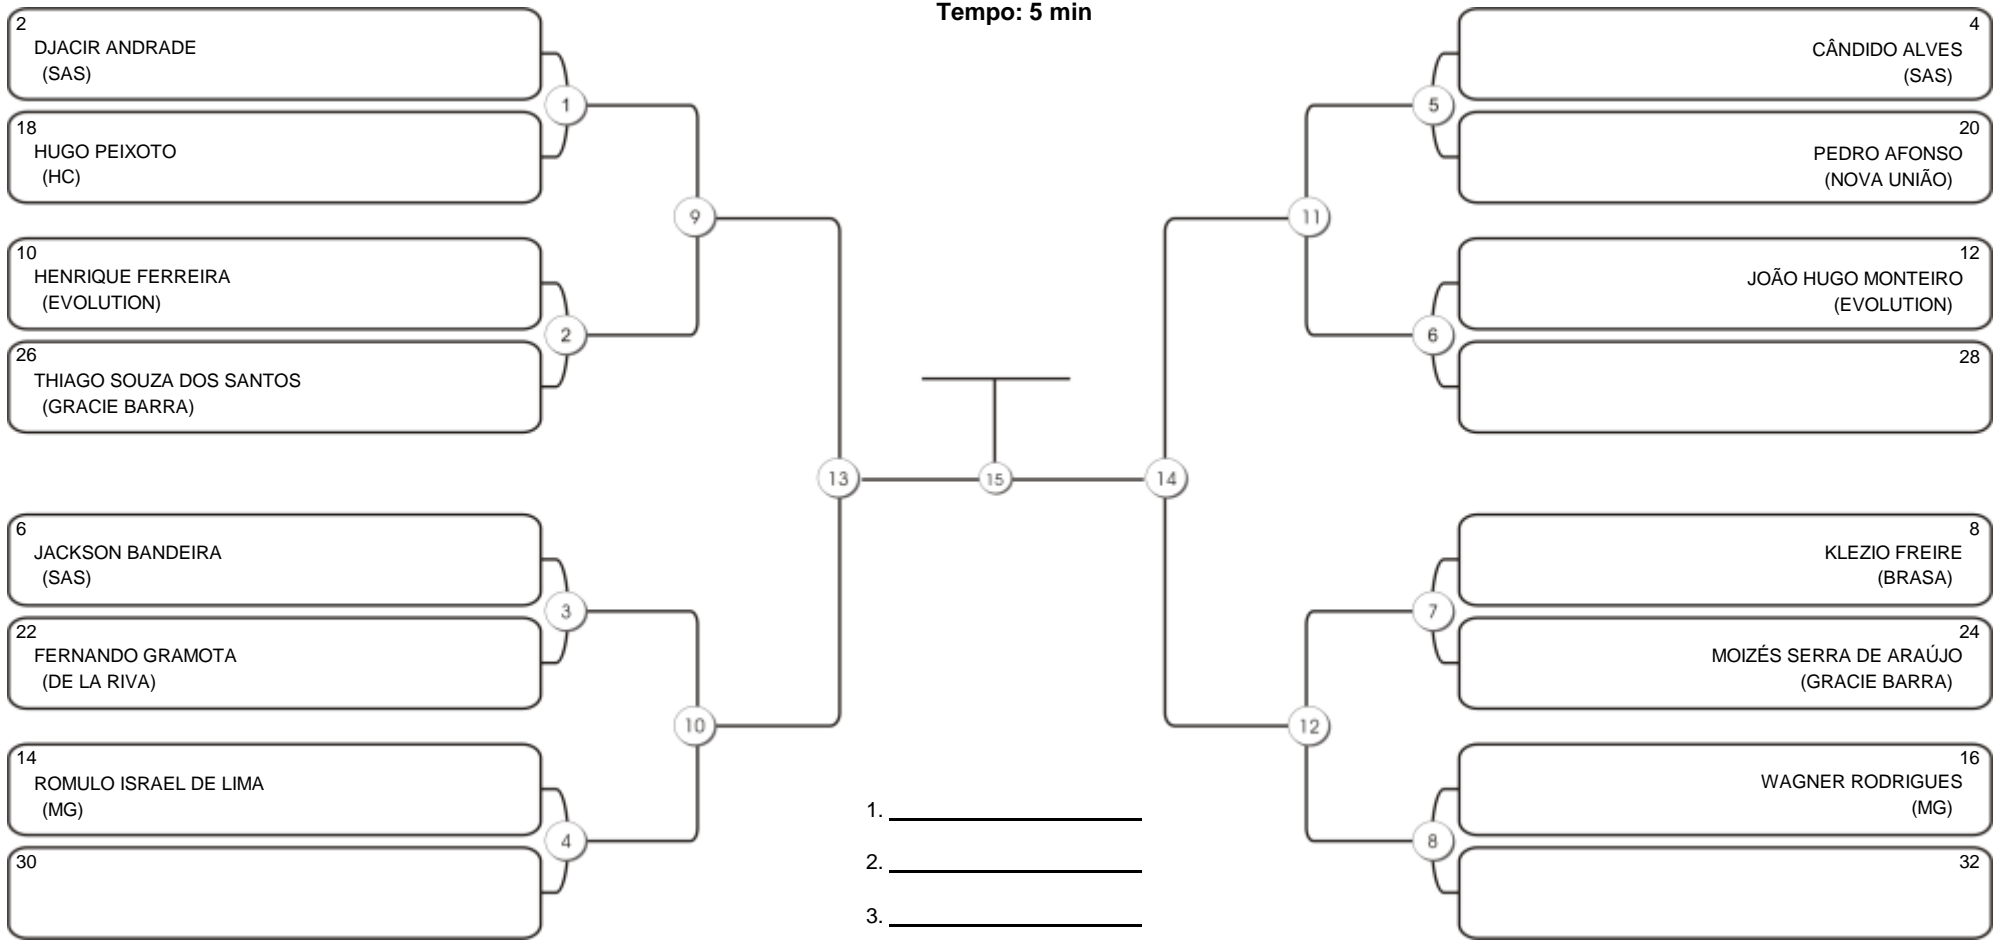 Tempo: 5 min
2
DJACIR ANDRADE
(SAS)
18
HUGO PEIXOTO
(HC)
1
10
HENRIQUE FERREIRA
(EVOLUTION)
26
THIAGO SOUZA DOS SANTOS
(GRACIE BARRA)
2
9
6
JACKSON BANDEIRA
(SAS)
22
FERNANDO GRAMOTA
(DE LA RIVA)
3
14
ROMULO ISRAEL DE LIMA
(MG)
30
4
10
13
15
14
4
CÂNDIDO ALVES
(SAS)
20
PEDRO AFONSO
(NOVA UNIÃO)
5
12
JOÃO HUGO MONTEIRO
(EVOLUTION)
28
6
11
8
KLEZIO FREIRE
(BRASA)
24
MOIZÉS SERRA DE ARAÚJO
(GRACIE BARRA)
7
16
WAGNER RODRIGUES
(MG)
32
8
12
1.
2.
3.